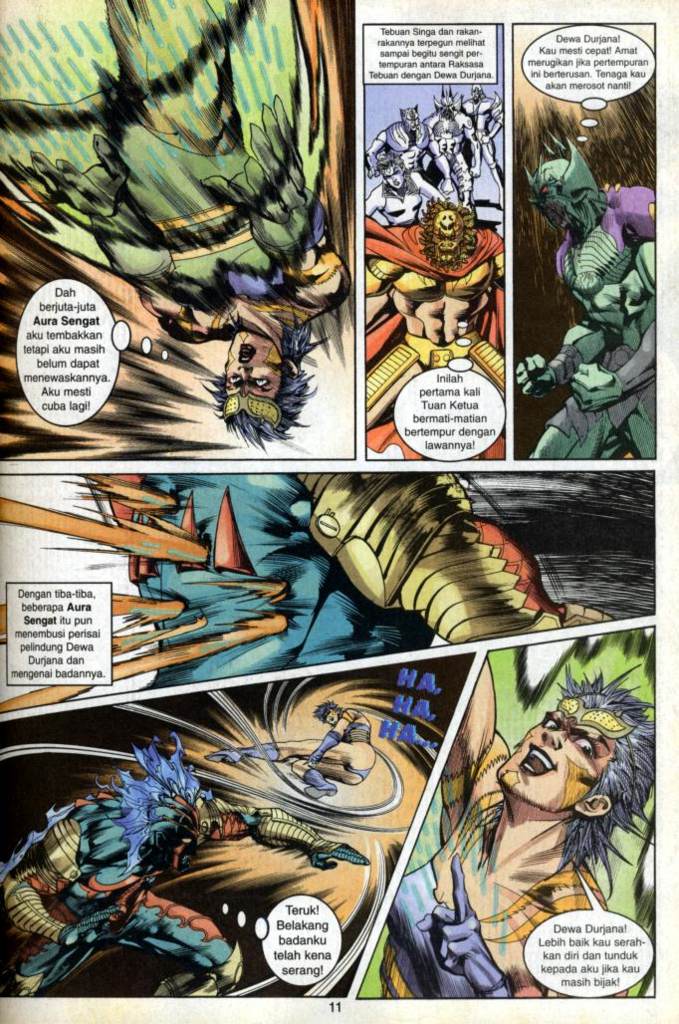 Dah
berjuta-juta
Aura Sengat
aku tembakkan
tetapi aku masih
belum dapat
menewaskannya.
Aku mesti
cuba lagi!
Tebuan Singa dan rakan-
rakannya terpegun melihat
sampai begitu sengit per-
tempuran antara Raksasa
Tebuan dengan Dewa Durjana.
Inilah
pertama kali
Tuan Ketua
bermati-matian
bertempur dengan
lawannya!
Dewa Durjana!
Kau mesti cepat! Amat
merugikan jika pertempuran
ini berterusan. Tenaga kau
akan merosot nanti!
Dengan tiba-tiba,
beberapa Aura
Sengat itu pun
menembusi perisai
pelindung Dewa
Durjana dan
mengenai badannya.
HA,
HA,
HA...
Teruk!
Belakang
badanku
telah kena
serang!
Dewa Durjana!
Lebih baik kau serah-
kan diri dan tunduk
kepada aku jika kau
masih bijak!
11